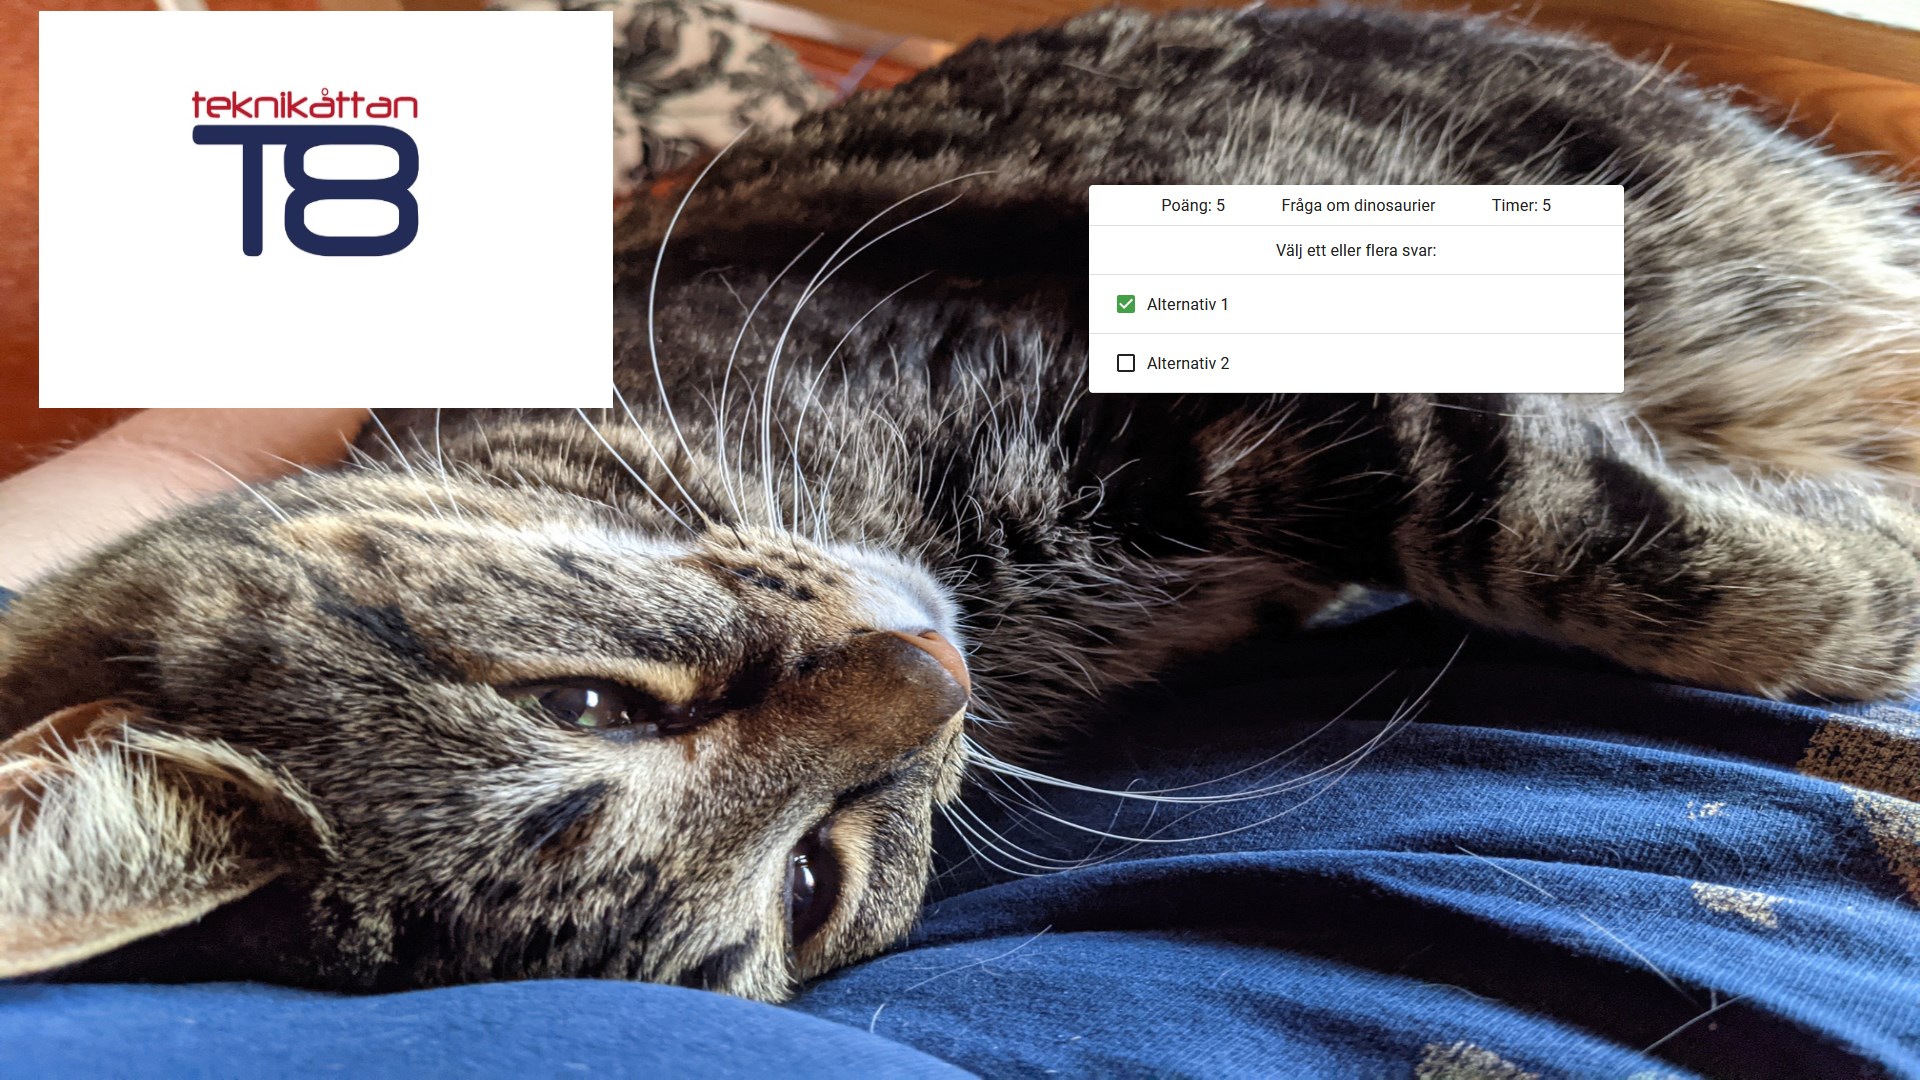 teknikåttan
T8
Poäng: 5 Fråga om dinosaurier Timer: 5
Välj ett eller flera svar:
Alternativ 1
Alternativ 2